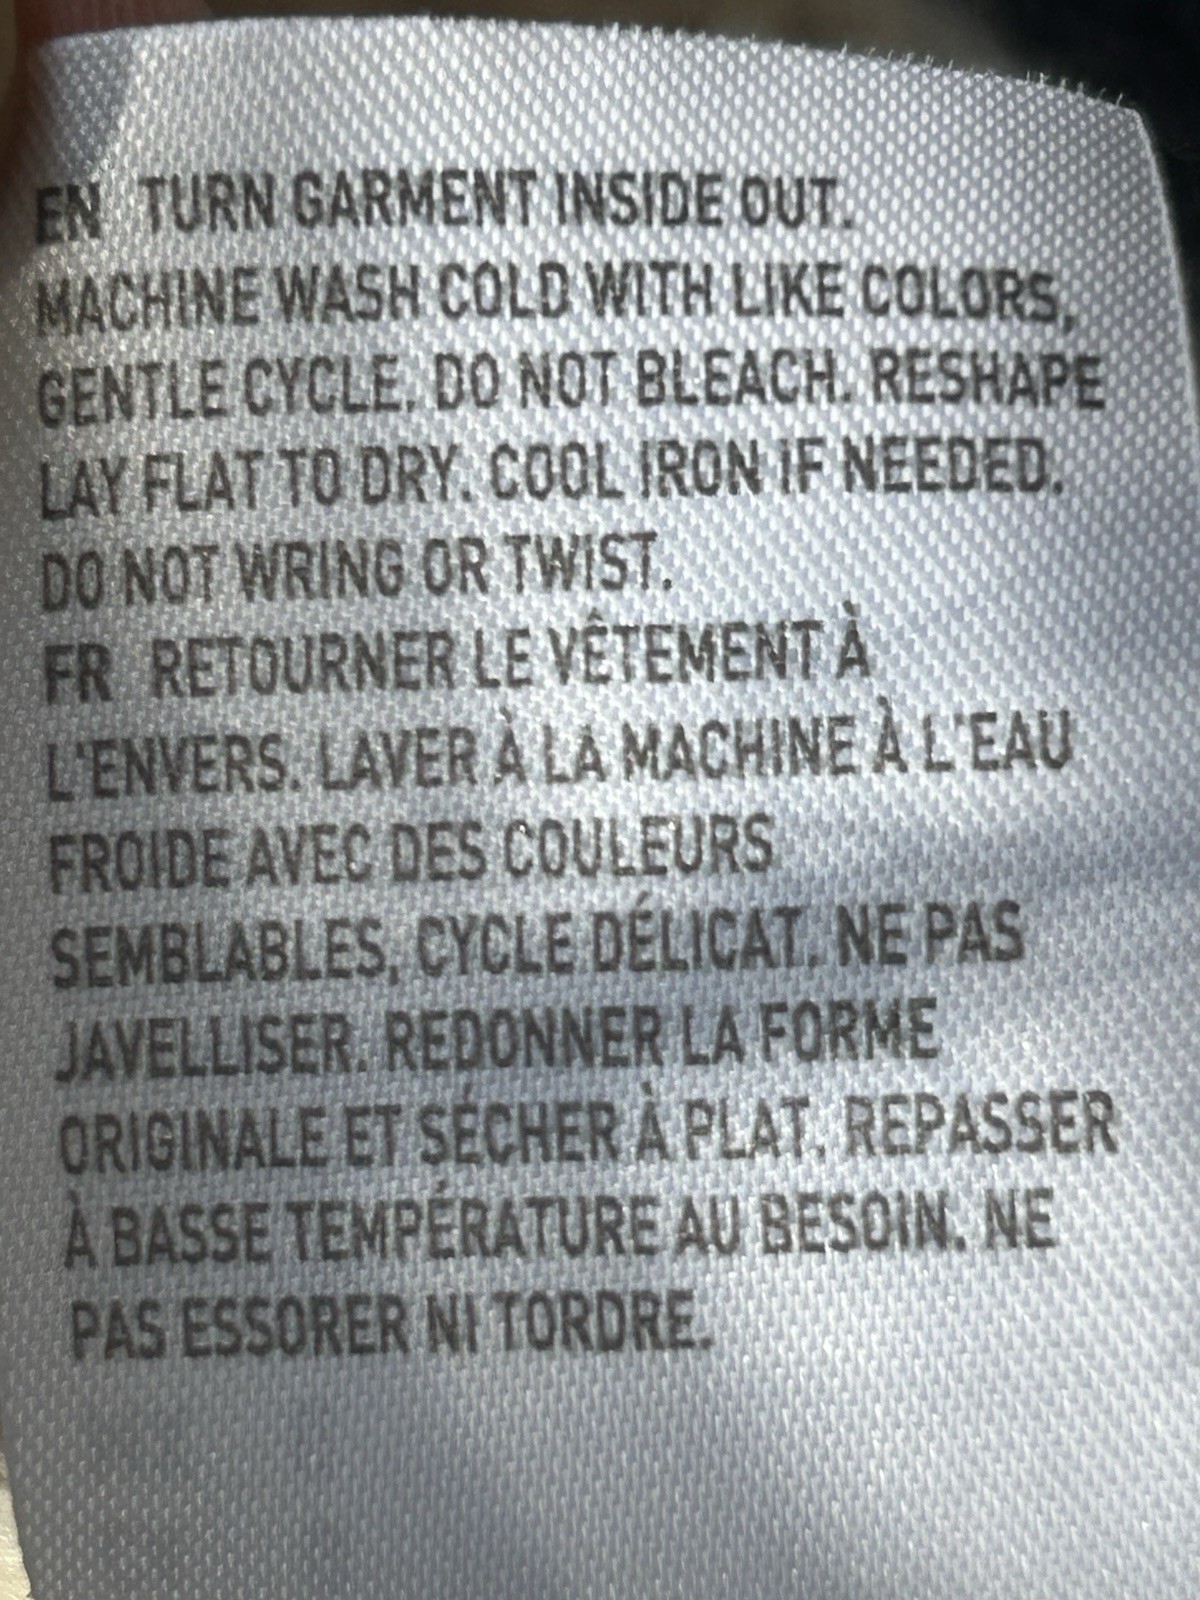 EN TURN GARMENT INSIDE OUT.
MACHINE WASH COLD WITH LIKE COLORS,
GENTLE CYCLE. DO NOT BLEACH. RESHAPE
LAY FLAT TO DRY. COOL IRON IF NEEDED.
DO NOT WRING OR TWIST.
FR RETOURNER LE VÊTEMENT À
L'ENVERS. LAVER À LA MACHINE À L'EAU
FROIDE AVEC DES COULEURS
SEMBLABLES, CYCLE DÉLICAT. NE PAS
JAVELLISER. REDONNER LA FORME
ORIGINALE ET SÉCHER À PLAT. REPASSER
À BASSE TEMPÉRATURE AU BESOIN. NE
PAS ESSORER NI TORDRE.